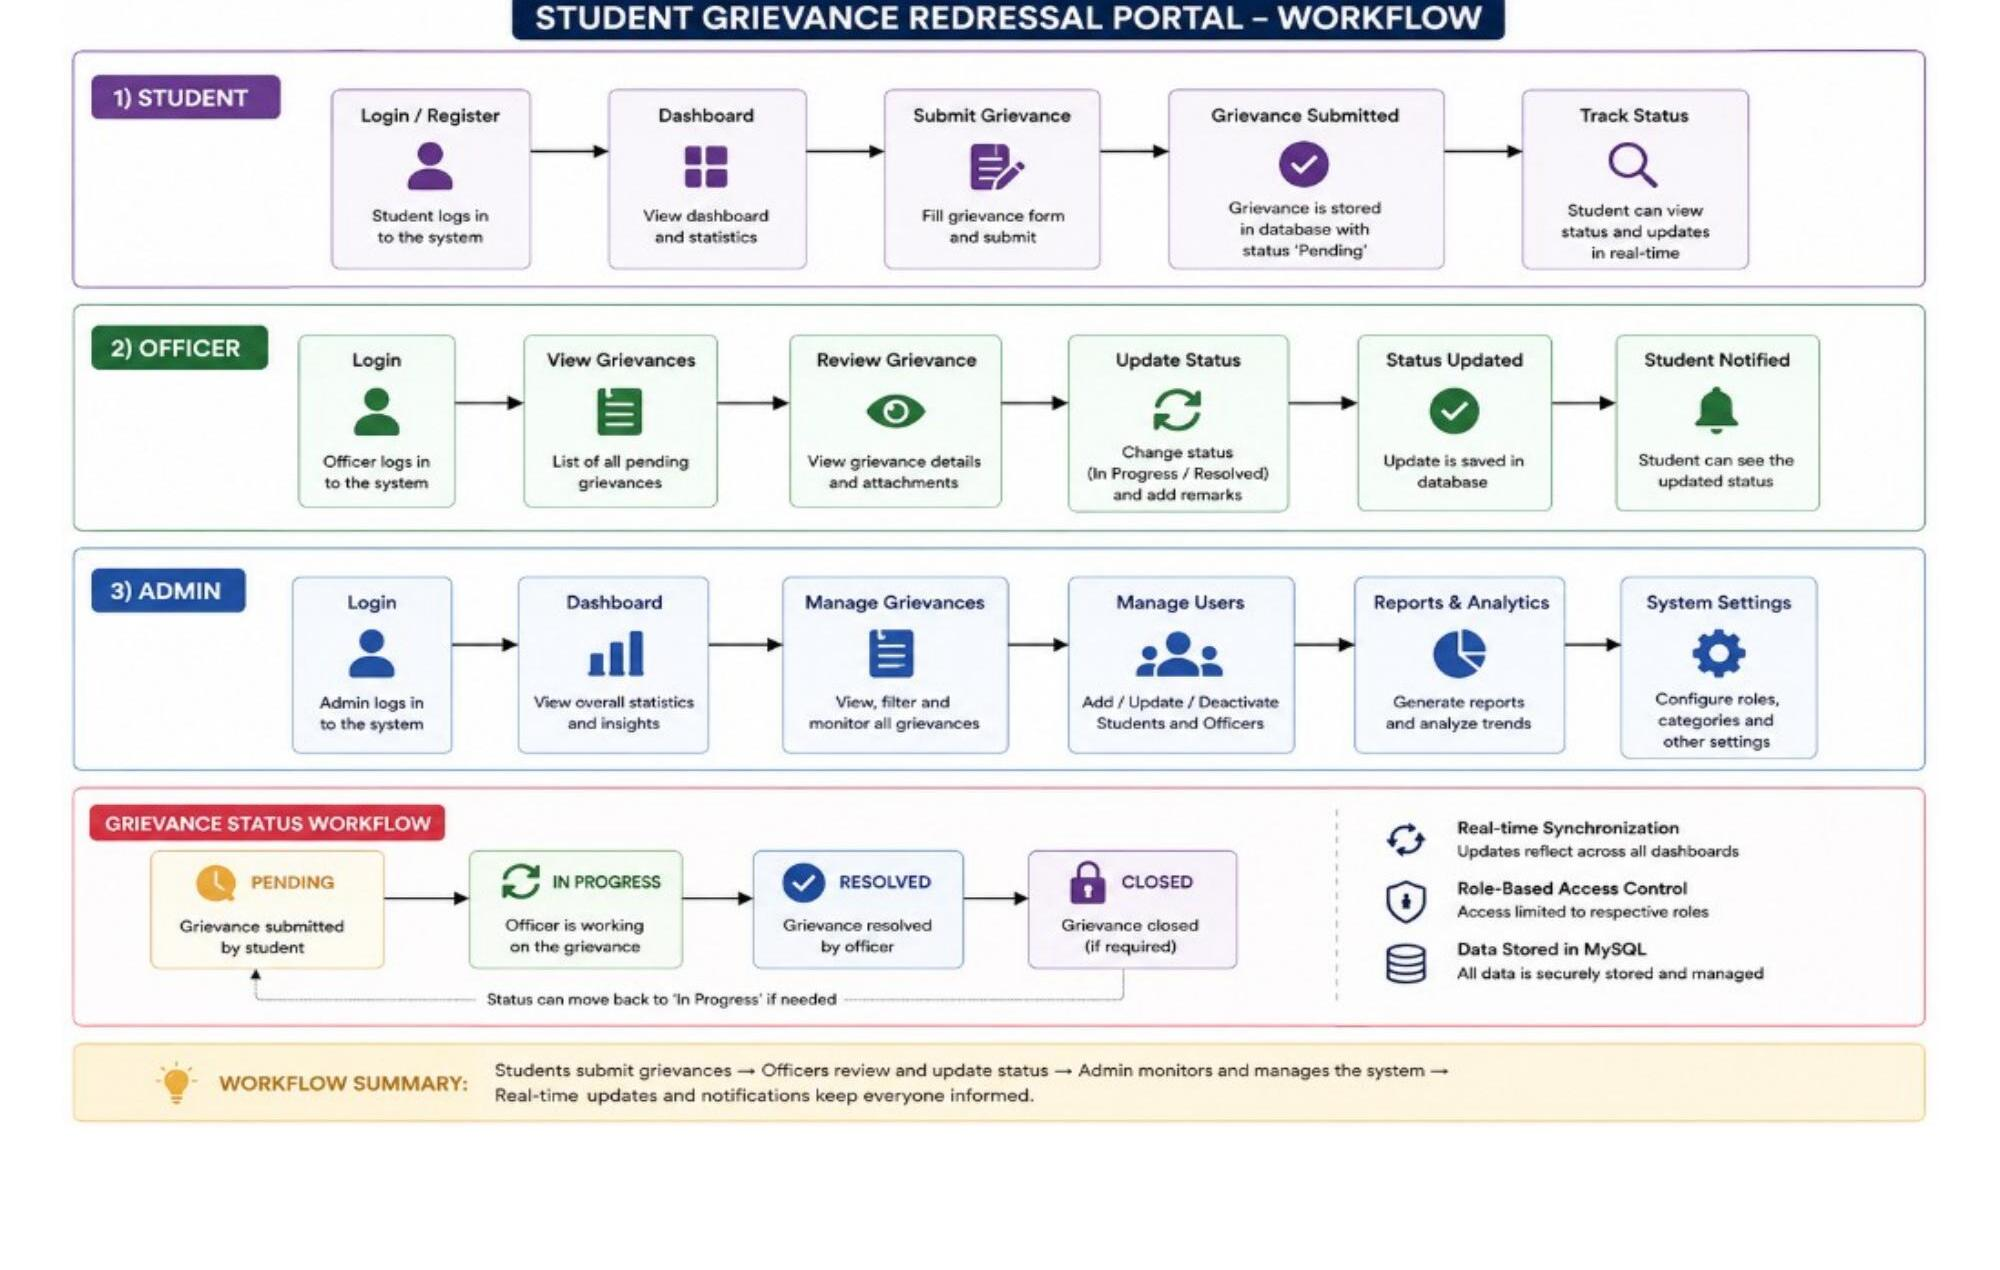 STUDENT GRIEVANCE REDRESSAL PORTAL – WORKFLOW
1) STUDENT
Login / Register
Student logs in
to the system
Dashboard
View dashboard
and statistics
Submit Grievance
Fill grievance form
and submit
Grievance Submitted
Grievance is stored
in database with
status 'Pending'
Track Status
Student can view
status and updates
in real-time
2) OFFICER
Login
Officer logs in
to the system
View Grievances
List of all pending
grievances
Review Grievance
View grievance details
and attachments
Update Status
Change status
(In Progress / Resolved)
and add remarks
Status Updated
Update is saved in
database
Student Notified
Student can see the
updated status
3) ADMIN
Login
Admin logs in
to the system
Dashboard
View overall statistics
and insights
Manage Grievances
View, filter and
monitor all grievances
Manage Users
Add / Update / Deactivate
Students and Officers
Reports & Analytics
Generate reports
and analyze trends
System Settings
Configure roles,
categories and
other settings
GRIEVANCE STATUS WORKFLOW
PENDING
Grievance submitted
by student
IN PROGRESS
Officer is working
on the grievance
RESOLVED
Grievance resolved
by officer
CLOSED
Grievance closed
(if required)
Status can move back to 'In Progress' if needed
Real-time Synchronization
Updates reflect across all dashboards
Role-Based Access Control
Access limited to respective roles
Data Stored in MySQL
All data is securely stored and managed
WORKFLOW SUMMARY:
Students submit grievances → Officers review and update status → Admin monitors and manages the system →
Real-time updates and notifications keep everyone informed.